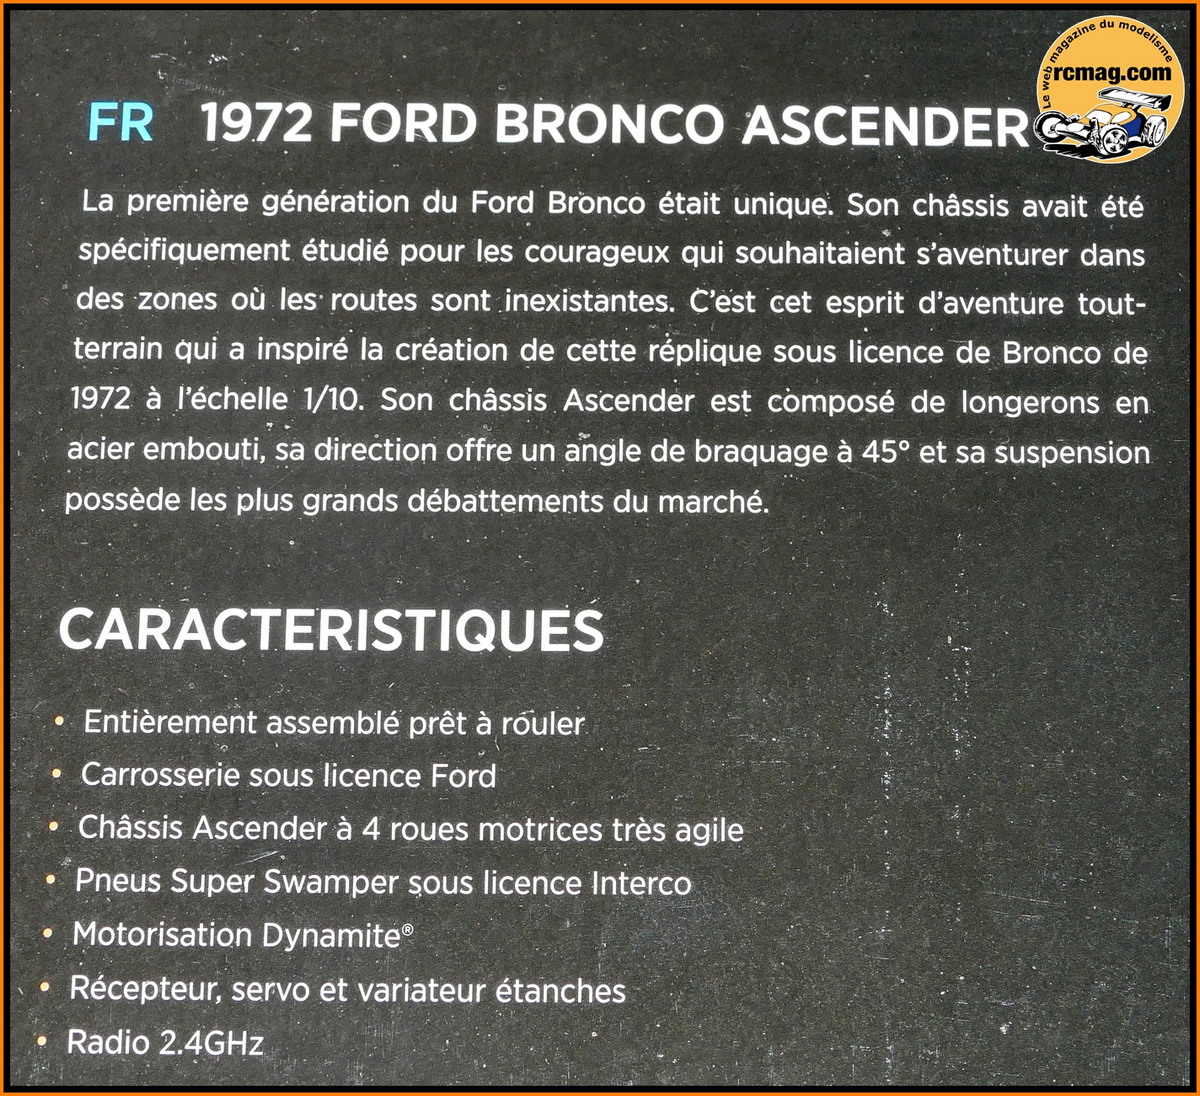 Le web magazine du modelisme
rcmag.com
FR 1972 FORD BRONCO ASCENDER
La première génération du Ford Bronco était unique. Son châssis avait été
spécifiquement étudié pour les courageux qui souhaitaient s’aventurer dans
des zones où les routes sont inexistantes. C’est cet esprit d’aventure tout-
terrain qui a inspiré la création de cette réplique sous licence de Bronco de
1972 à l’échelle 1/10. Son châssis Ascender est composé de longerons en
acier embouti, sa direction offre un angle de braquage à 45° et sa suspension
possède les plus grands débattements du marché.
CARACTERISTIQUES
• Entièrement assemblé prêt à rouler
• Carrosserie sous licence Ford
• Châssis Ascender à 4 roues motrices très agile
• Pneus Super Swamper sous licence Interco
• Motorisation Dynamite®
• Récepteur, servo et variateur étanches
• Radio 2.4GHz